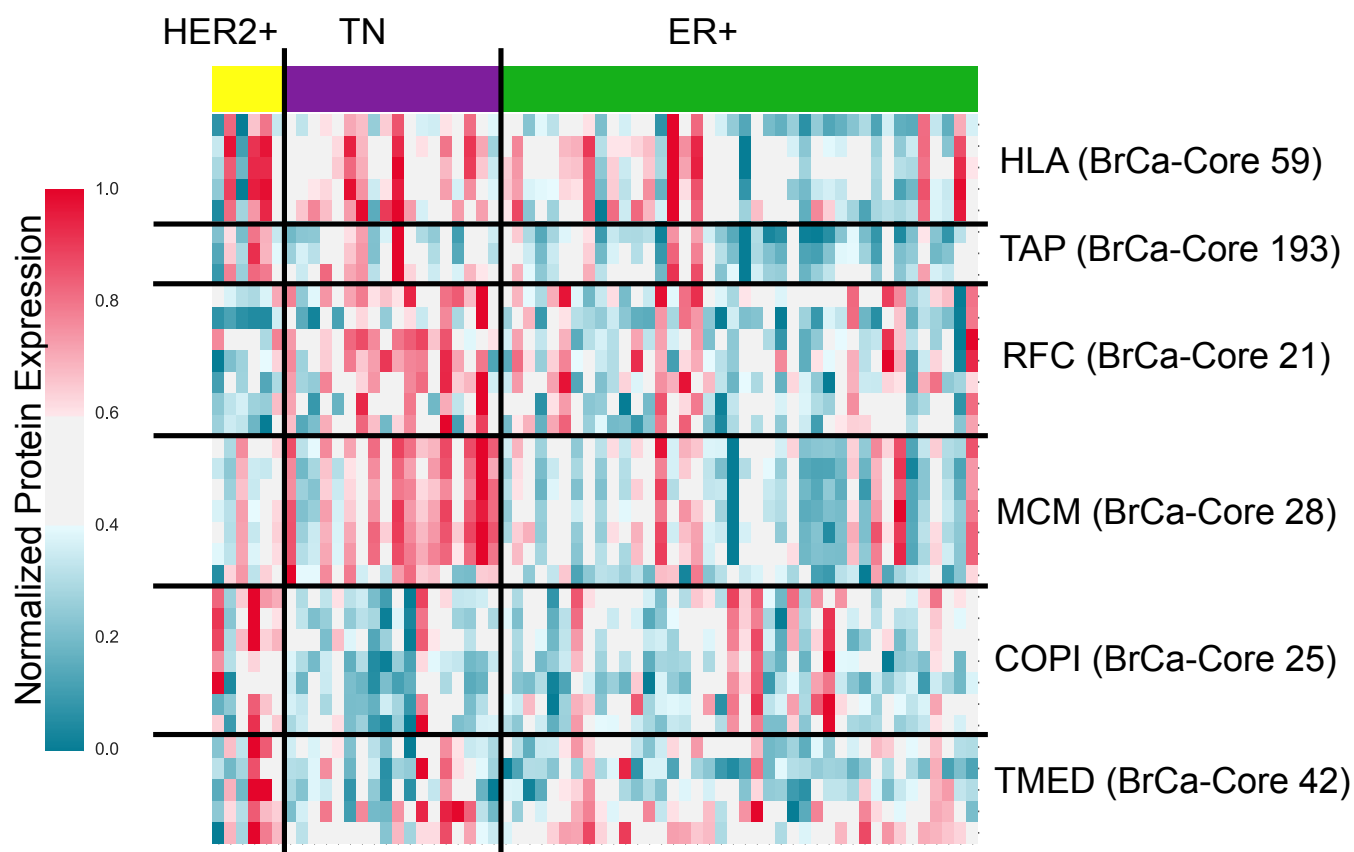 HER2+ TN ER+
HLA (BrCa-Core 59)
TAP (BrCa-Core 193)
RFC (BrCa-Core 21)
MCM (BrCa-Core 28)
COPI (BrCa-Core 25)
TMED (BrCa-Core 42)
Normalized Protein Expression
1.0
0.8
0.6
0.4
0.2
0.0